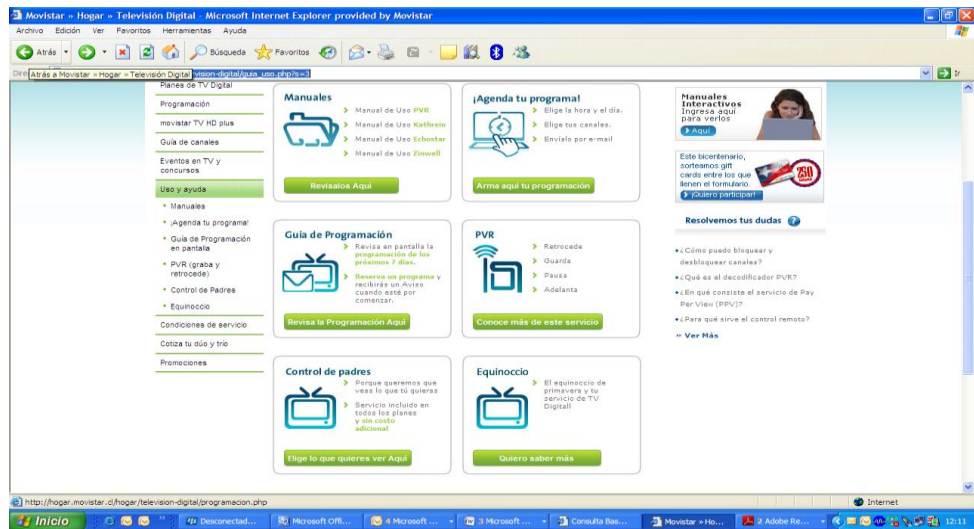 Movistar » Hogar » Televisión Digital - Microsoft Internet Explorer provided by Movistar
Archivo Edición Ver Favoritos Herramientas Ayuda
Atrás Búsqueda Favoritos
Atrás a Movistar » Hogar » Televisión Digital vision-digital/guia_uso.php?s=3 Ir
Planes de TV Digital
Programación
movistar TV HD plus
Guía de canales
Eventos en TV y
concursos
Uso y ayuda
Manuales
¡Agenda tu programa!
Guía de Programación
en pantalla
PVR (graba y
retrocede)
Control de Padres
Equinoccio
Condiciones de servicio
Cotiza tu dúo y trío
Promociones
Manuales
Manual de Uso PVR
Manual de Uso Kathrein
Manual de Uso Echostar
Manual de Uso Zinwell
Revísalos Aquí
¡Agenda tu programa!
Elige la hora y el día.
Elige tus canales.
Envíalo por e-mail
Arma aquí tu programación
Guía de Programación
Revisa en pantalla la
programación de los
próximos 7 días.
Reserva un programa y
recibirás un Aviso
cuando esté por
comenzar.
Revisa la Programación Aquí
PVR
Retrocede
Guarda
Pausa
Adelanta
Conoce más de este servicio
Control de padres
Porque queremos que
veas lo que tú quieras
Servicio incluido en
todos los planes
y sin costo
adicional
Elige lo que quieres ver Aquí
Equinoccio
El equinoccio de
primavera y tu
servicio de TV
Digital!
Quiero saber más
Manuales
Interactivos
Ingresa aquí
para verlos
Aquí
Este bicentenario,
sorteamos gift
cards entre los que
llenen el formulario.
¡Quiero participar!
250
Resolvemos tus dudas ?
¿Cómo puedo bloquear y
desbloquear canales?
¿Qué es el decodificador PVR?
¿En qué consiste el servicio de Pay
Per View (PPV)?
¿Para qué sirve el control remoto?
» Ver Más
http://hogar.movistar.cl/hogar/television-digital/programacion.php Internet
Inicio Desconectad... Microsoft Offi... 4 Microsoft ... 3 Microsoft ... Consulta Bas... Movistar » Ho... 2 Adobe Re... 12:11